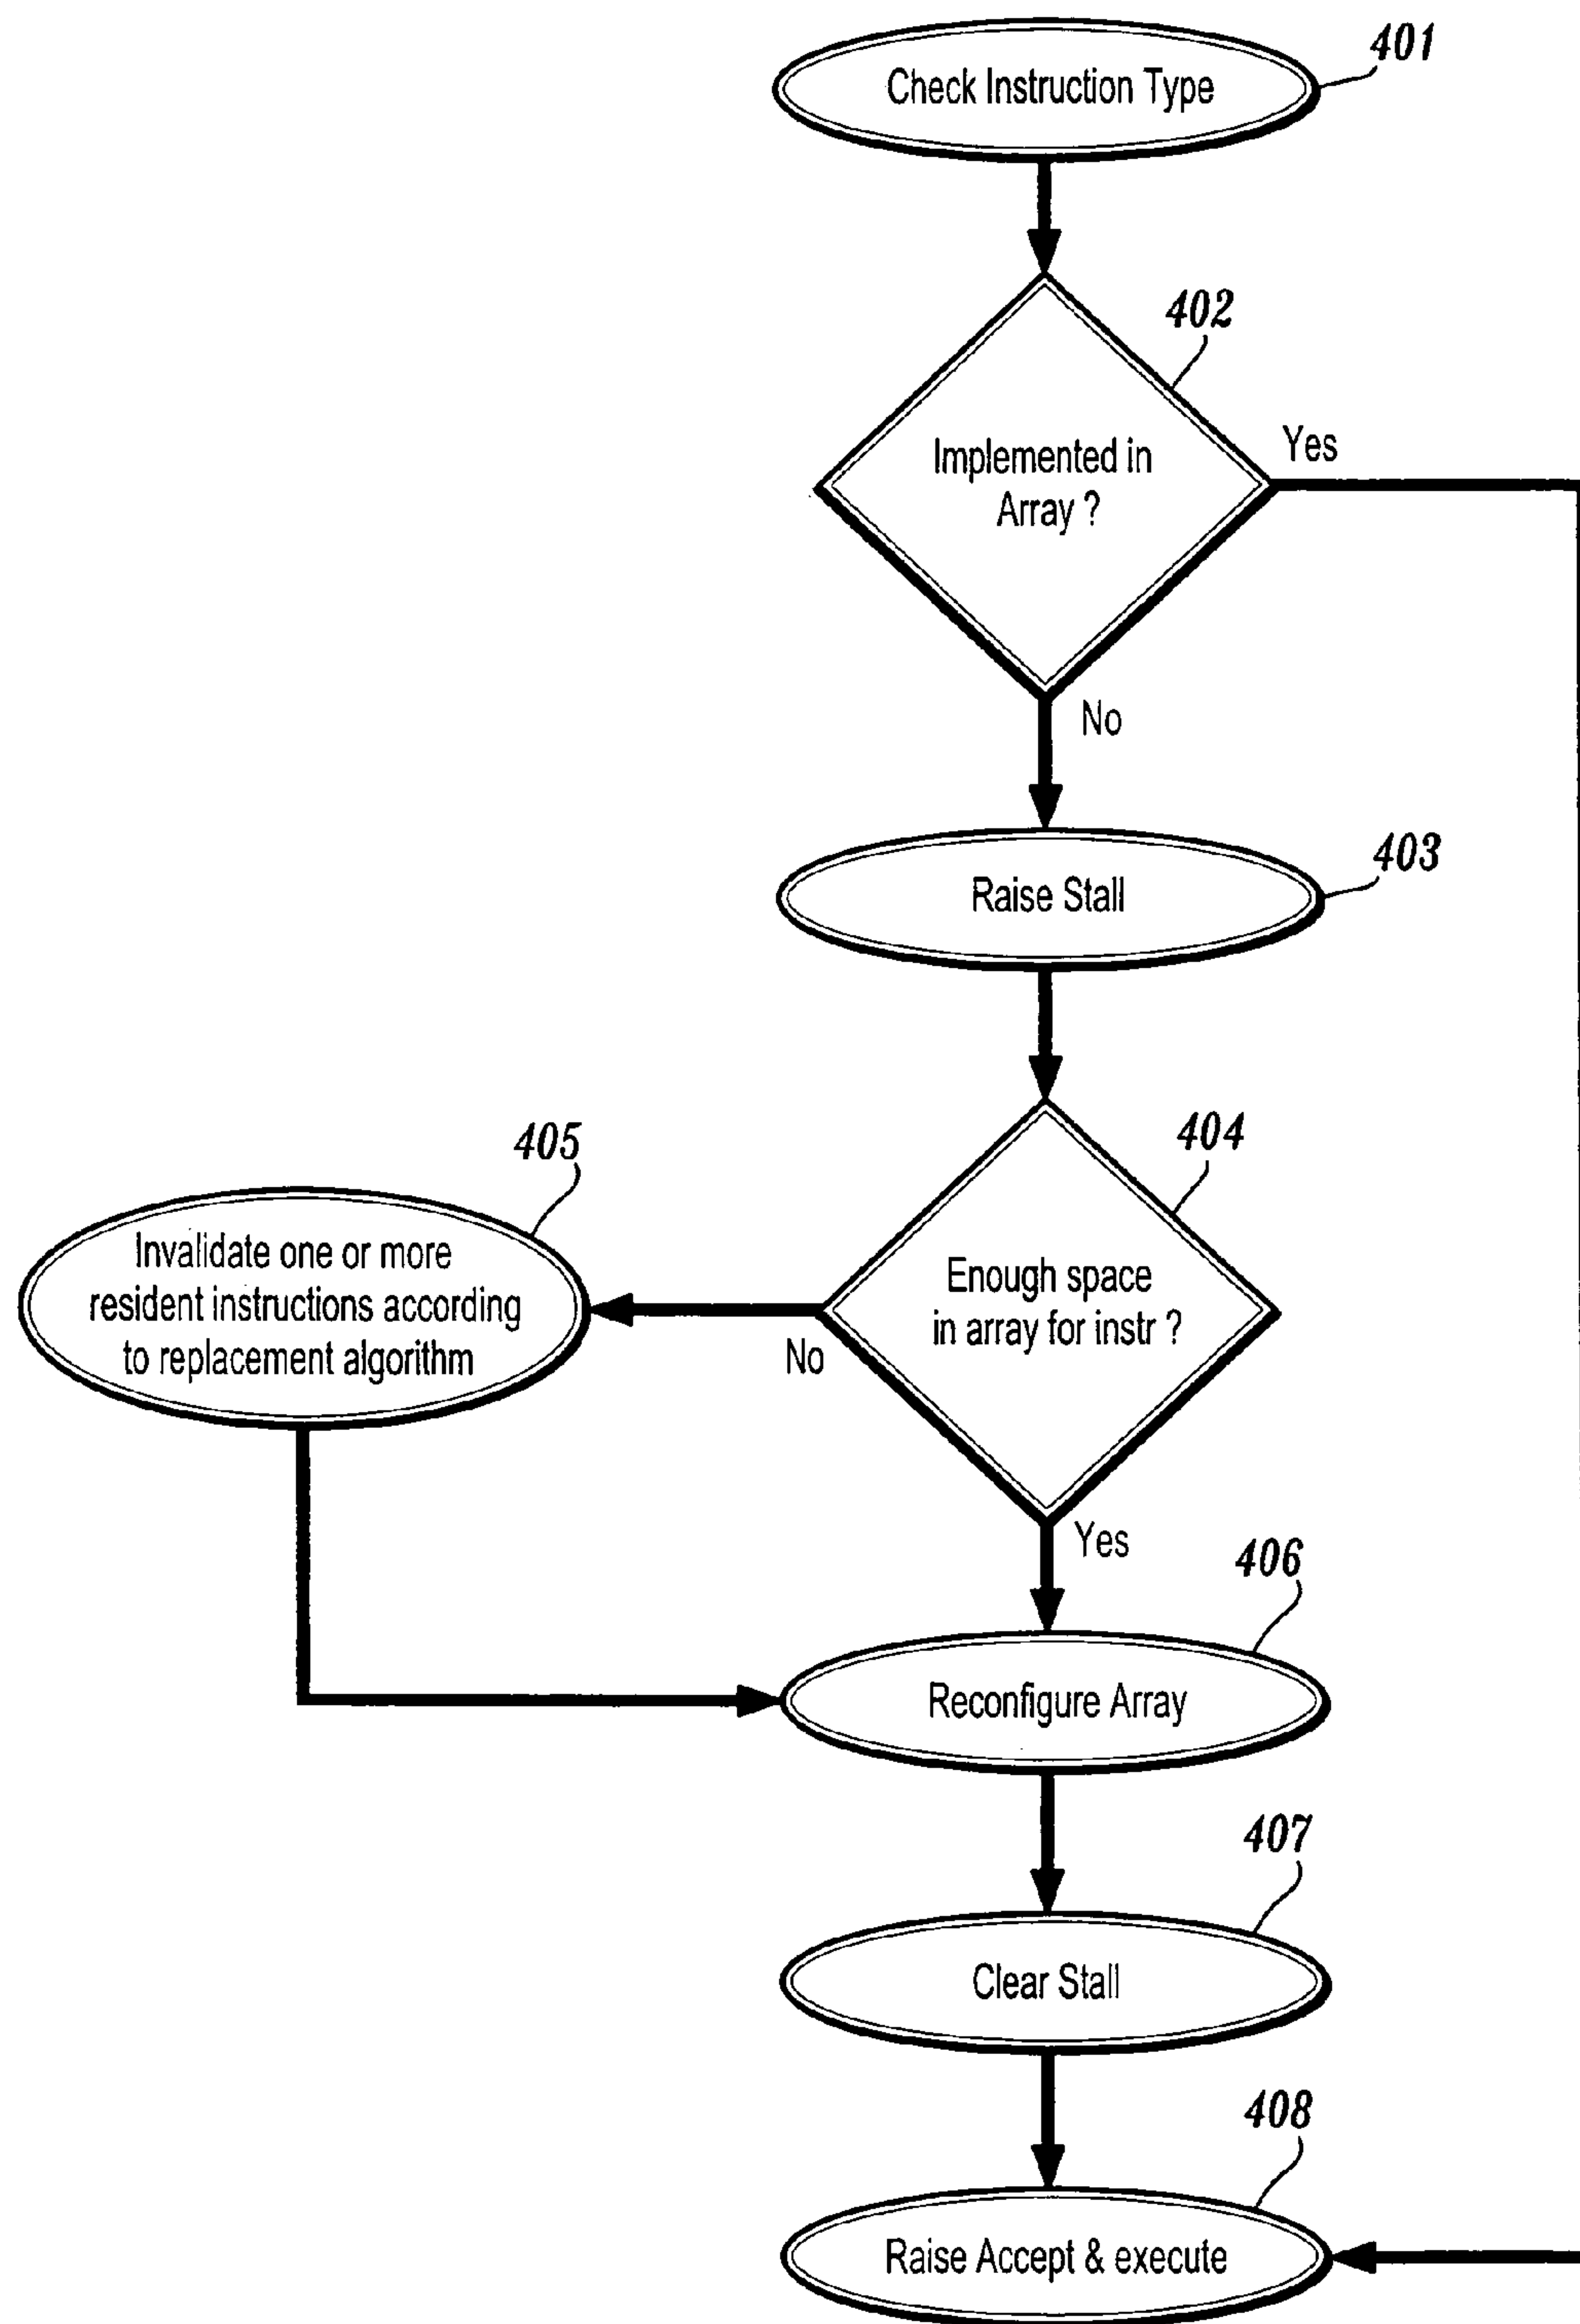 401
Check Instruction Type
402
Implemented in
Array ?
Yes
No
403
Raise Stall
404
405
Enough space
in array for instr ?
Invalidate one or more
resident instructions according
to replacement algorithm
No
Yes
406
Reconfigure Array
407
Clear Stall
408
Raise Accept & execute